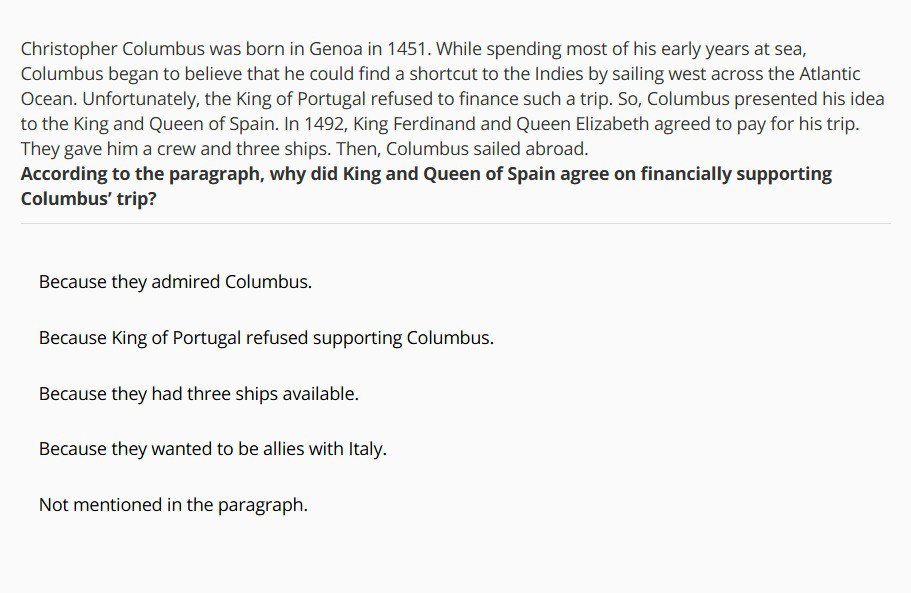 Christopher Columbus was born in Genoa in 1451. While spending most of his early years at sea,
Columbus began to believe that he could find a shortcut to the Indies by sailing west across the Atlantic
Ocean. Unfortunately, the King of Portugal refused to finance such a trip. So, Columbus presented his idea
to the King and Queen of Spain. In 1492, King Ferdinand and Queen Elizabeth agreed to pay for his trip.
They gave him a crew and three ships. Then, Columbus sailed abroad.
According to the paragraph, why did King and Queen of Spain agree on financially supporting
Columbus’ trip?
Because they admired Columbus.
Because King of Portugal refused supporting Columbus.
Because they had three ships available.
Because they wanted to be allies with Italy.
Not mentioned in the paragraph.